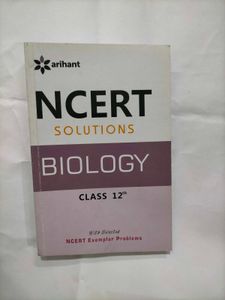 arihant
NCERT
SOLUTIONS
BIOLOGY
CLASS 12th
With Selected
NCERT Exemplar Problems